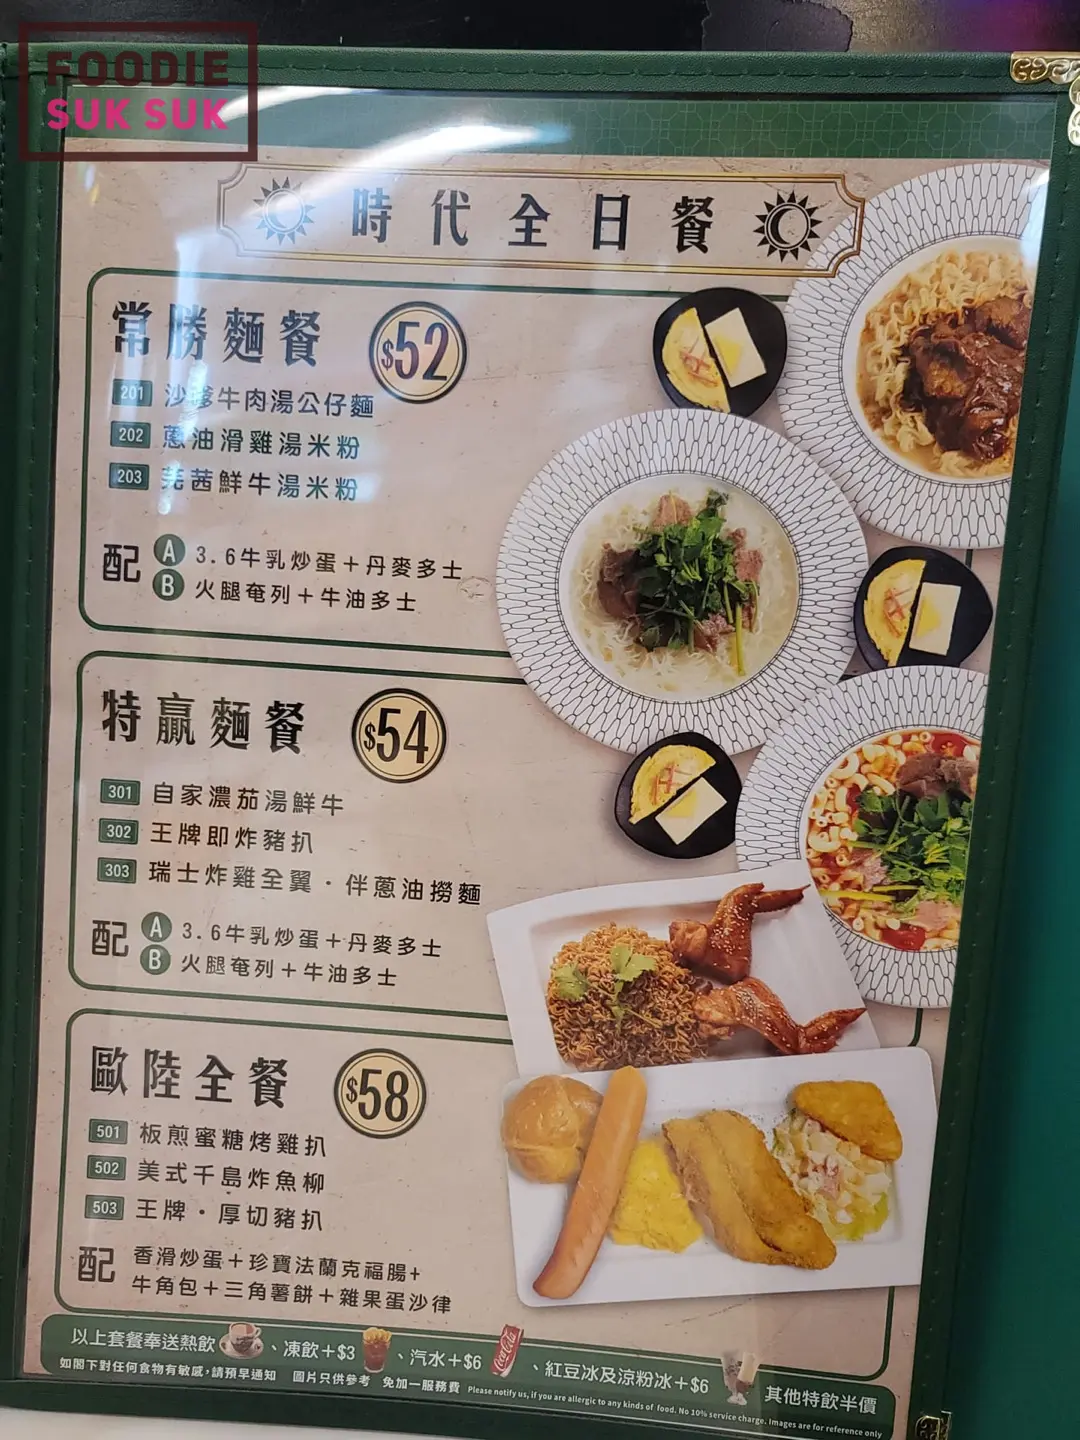 FOODIE
SUK SUK
時代全日餐
常勝麵餐 $52
201 沙嗲牛肉湯公仔麵
202 蔥油滑雞湯米粉
203 芫茜鮮牛湯米粉
配 A 3.6牛乳炒蛋+丹麥多士
B 火腿奄列+牛油多士
特贏麵餐 $54
301 自家濃茄湯鮮牛
302 王牌即炸豬扒
303 瑞士炸雞全翼・伴蔥油撈麵
配 A 3.6牛乳炒蛋+丹麥多士
B 火腿奄列+牛油多士
歐陸全餐 $58
501 板煎蜜糖烤雞扒
502 美式千島炸魚柳
503 王牌・厚切豬扒
配 香滑炒蛋+珍寶法蘭克福腸+
牛角包+三角薯餅+雜果蛋沙律
以上套餐奉送熱飲、凍飲+$3、汽水+$6 Coca-Cola、紅豆冰及涼粉冰+$6 其他特飲半價
如閣下對任何食物有敏感,請預早通知 圖片只供參考 免加一服務費 Please notify us, if you are allergic to any kinds of food. No 10% service charge. Images are for reference only